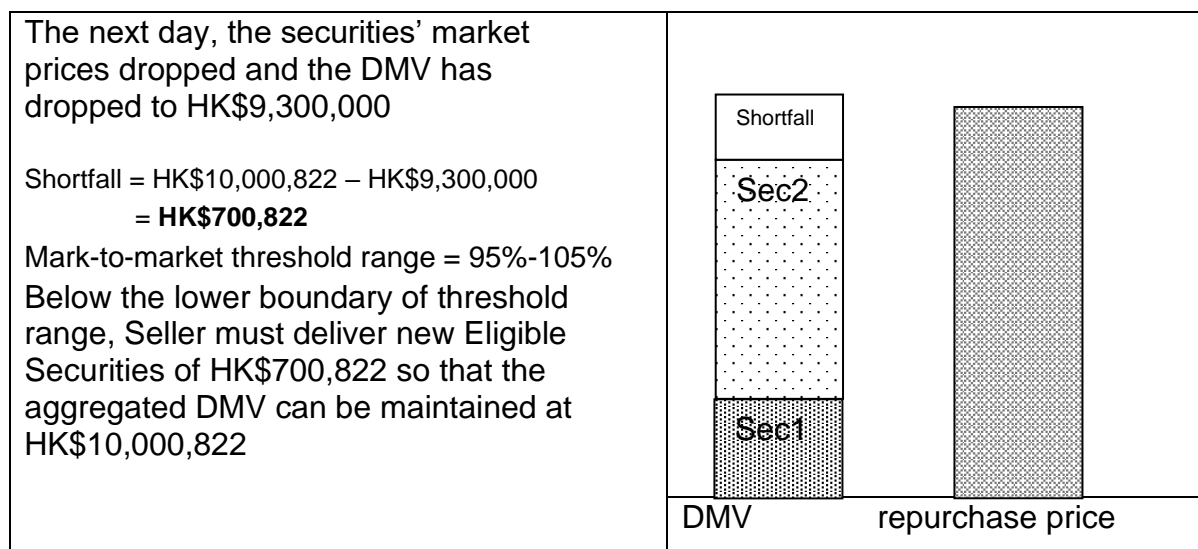 The next day, the securities’ market
prices dropped and the DMV has
dropped to HK$9,300,000
Shortfall = HK$10,000,822 – HK$9,300,000
= HK$700,822
Mark-to-market threshold range = 95%-105%
Below the lower boundary of threshold
range, Seller must deliver new Eligible
Securities of HK$700,822 so that the
aggregated DMV can be maintained at
HK$10,000,822
Shortfall
Sec2
Sec1
DMV repurchase price